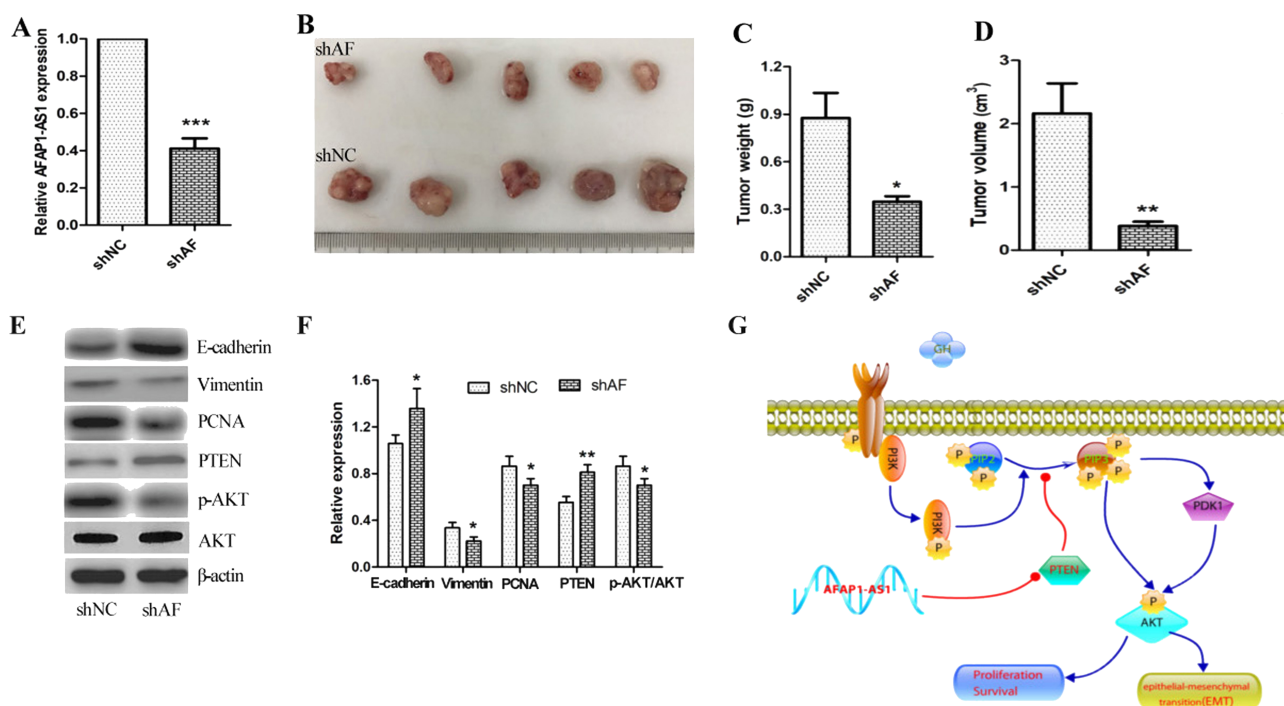 A
Relative AFAP1-AS1 expression
1.0
0.8
0.6
0.4
0.2
0.0
***
shNC
shAF
B
shAF
shNC
C
Tumor weight (g)
1.2
0.9
0.6
0.3
0.0
*
shNC
shAF
D
Tumor volume (cm³)
3
2
1
0
**
shNC
shAF
E
E-cadherin
Vimentin
PCNA
PTEN
p-AKT
AKT
β-actin
shNC
shAF
F
Relative expression
1.6
1.2
0.8
0.4
0.0
shNC
shAF
*
*
*
**
*
E-cadherin
Vimentin
PCNA
PTEN
p-AKT/AKT
G
GH
P
PI3K
P
PIP2
P
P
PIP3
P
P
P
PI3K
P
PDK1
PTEN
AFAP1-AS1
P
AKT
Proliferation
Survival
epithelial-mesenchymal
transition(EMT)